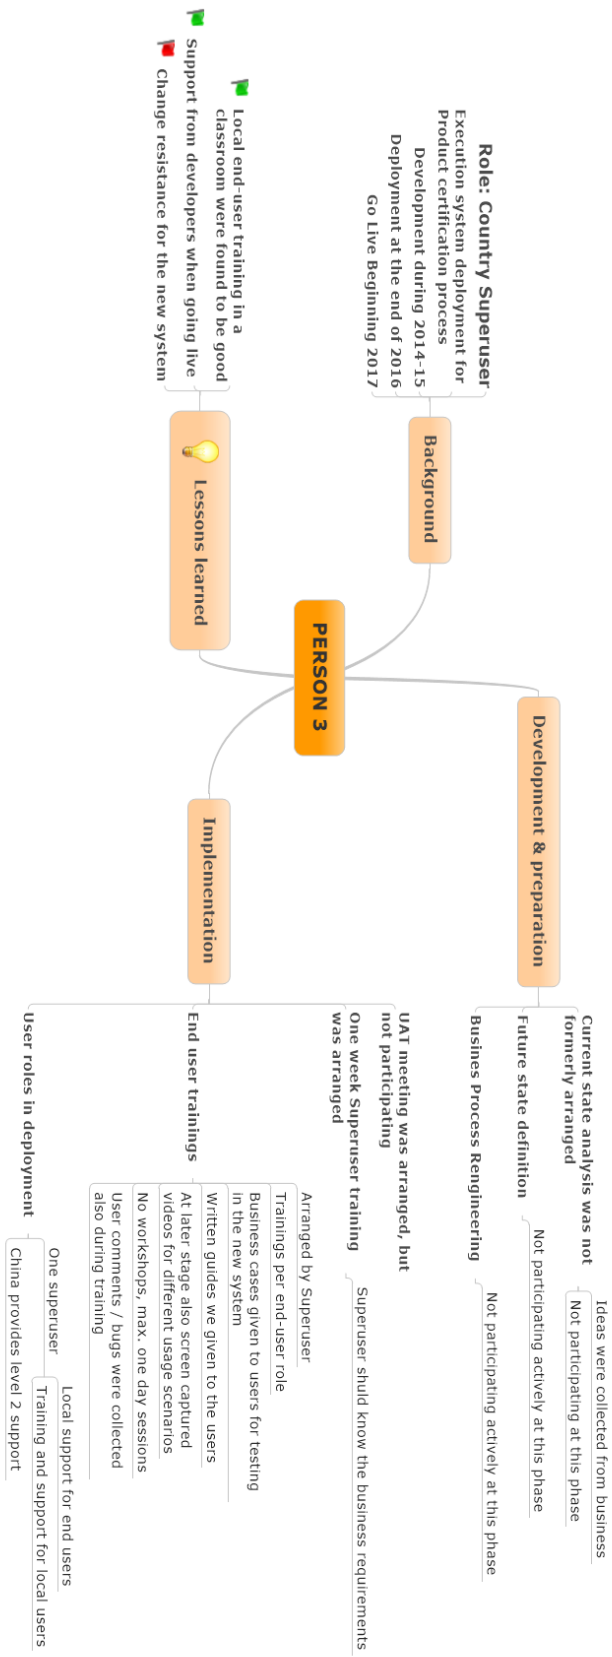 PERSON 3
Background
Role: Country Superuser
Execution system deployment for
Product certification process
Development during 2014-15
Deployment at the end of 2016
Go Live Beginning 2017
Lessons learned
Local end-user training in a
classroom were found to be good
Support from developers when going live
Change resistance for the new system
Development & preparation
Current state analysis was not
formerly arranged
Ideas were collected from business
Not participating at this phase
Future state definition
Not participating actively at this phase
Busines Process Rengineering
Not participating actively at this phase
Implementation
UAT meeting was arranged, but
not participating
One week Superuser training
was arranged
Superuser shuld know the business requirements
End user trainings
Arranged by Superuser
Trainings per end-user role
Business cases given to users for testing
in the new system
Written guides we given to the users
At later stage also screen captured
videos for different usage scenarios
No workshops, max. one day sessions
User comments / bugs were collected
also during training
User roles in deployment
One superuser
Local support for end users
Training and support for local users
China provides level 2 support